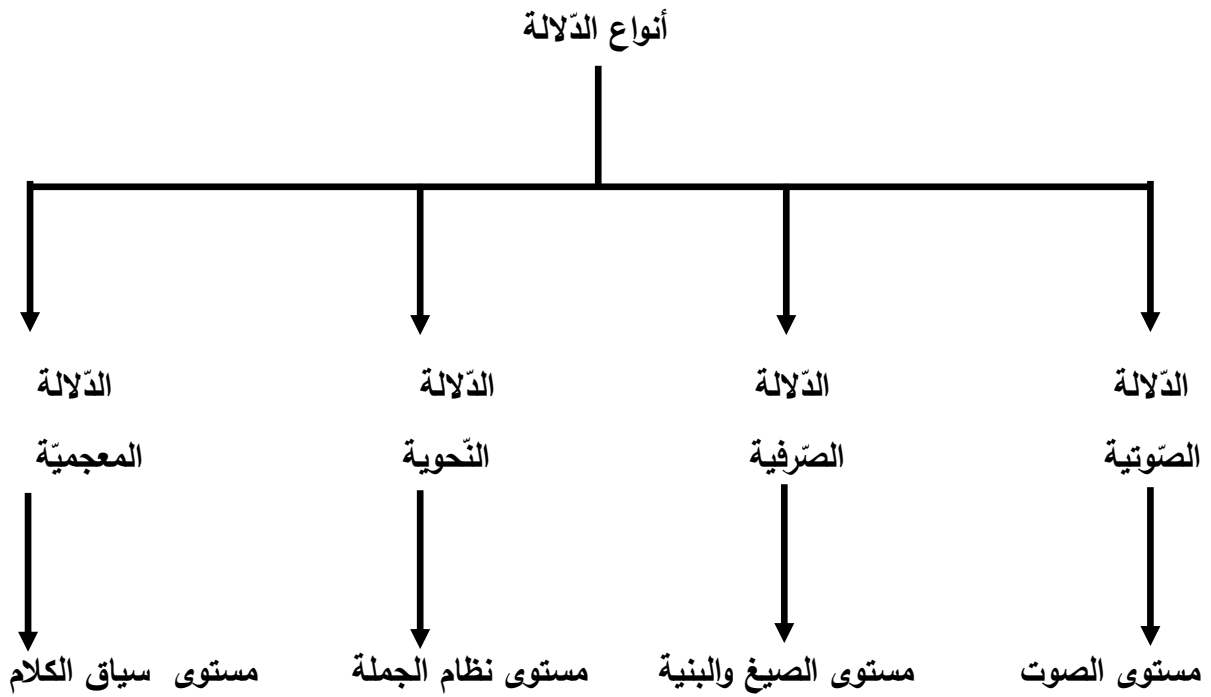 أنواع الدّلالة
الدّلالة الدّلالة الدّلالة الدّلالة
الصّوتية الصّرفية النّحوية المعجميّة
مستوى الصوت مستوى الصيغ والبنية مستوى نظام الجملة مستوى سياق الكلام